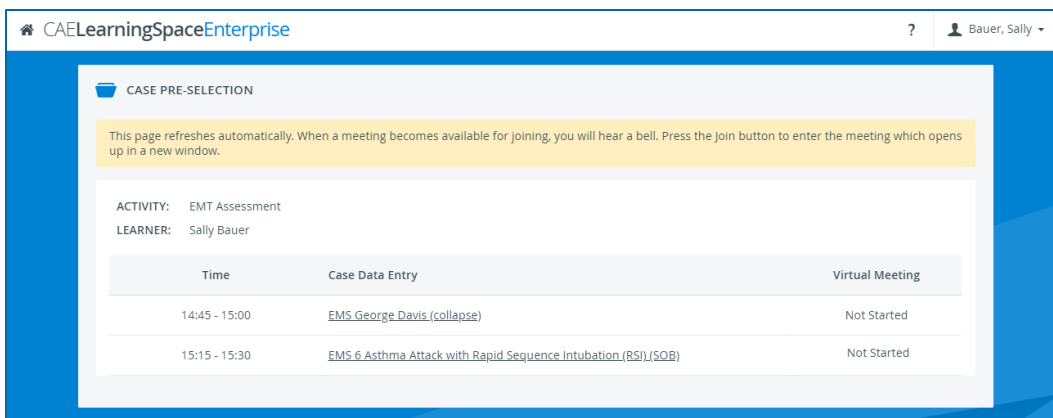 CAELearningSpaceEnterprise ? Bauer, Sally
CASE PRE-SELECTION
This page refreshes automatically. When a meeting becomes available for joining, you will hear a bell. Press the Join button to enter the meeting which opens
up in a new window.
ACTIVITY: EMT Assessment
LEARNER: Sally Bauer
Time Case Data Entry Virtual Meeting
14:45 - 15:00 EMS George Davis (collapse) Not Started
15:15 - 15:30 EMS 6 Asthma Attack with Rapid Sequence Intubation (RSI) (SOB) Not Started